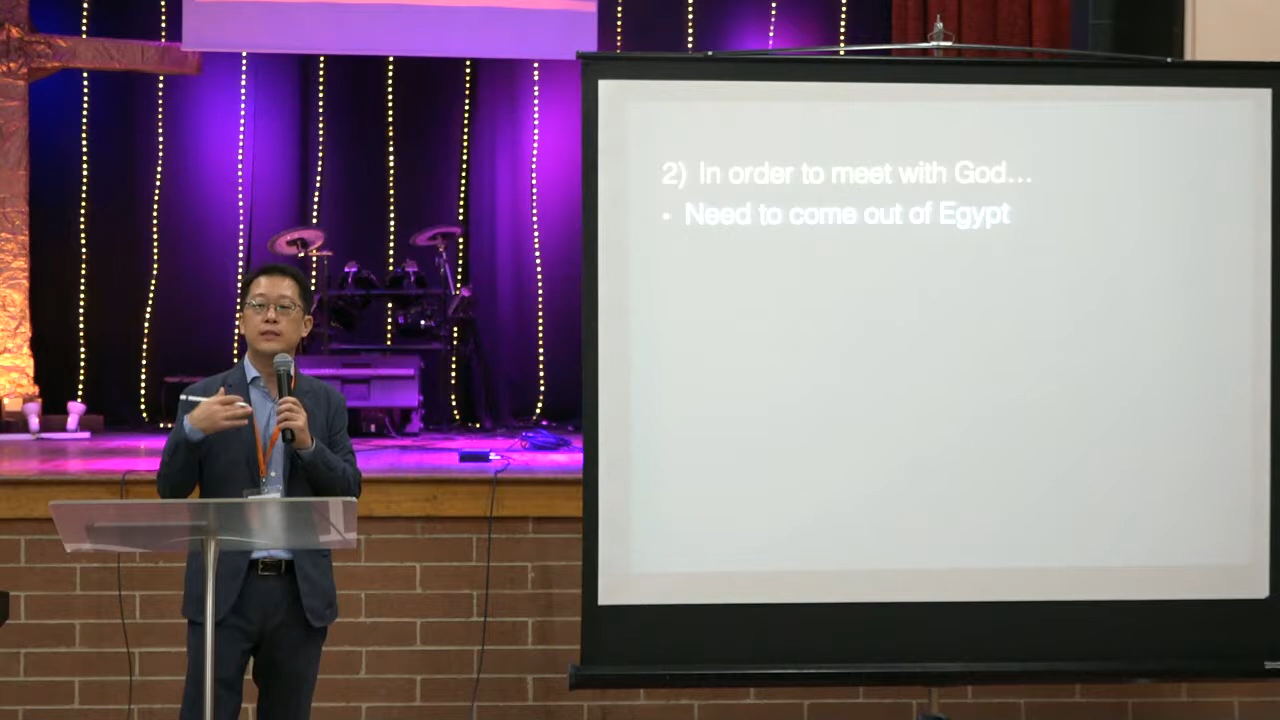 2) In order to meet with God…
• Need to come out of Egypt